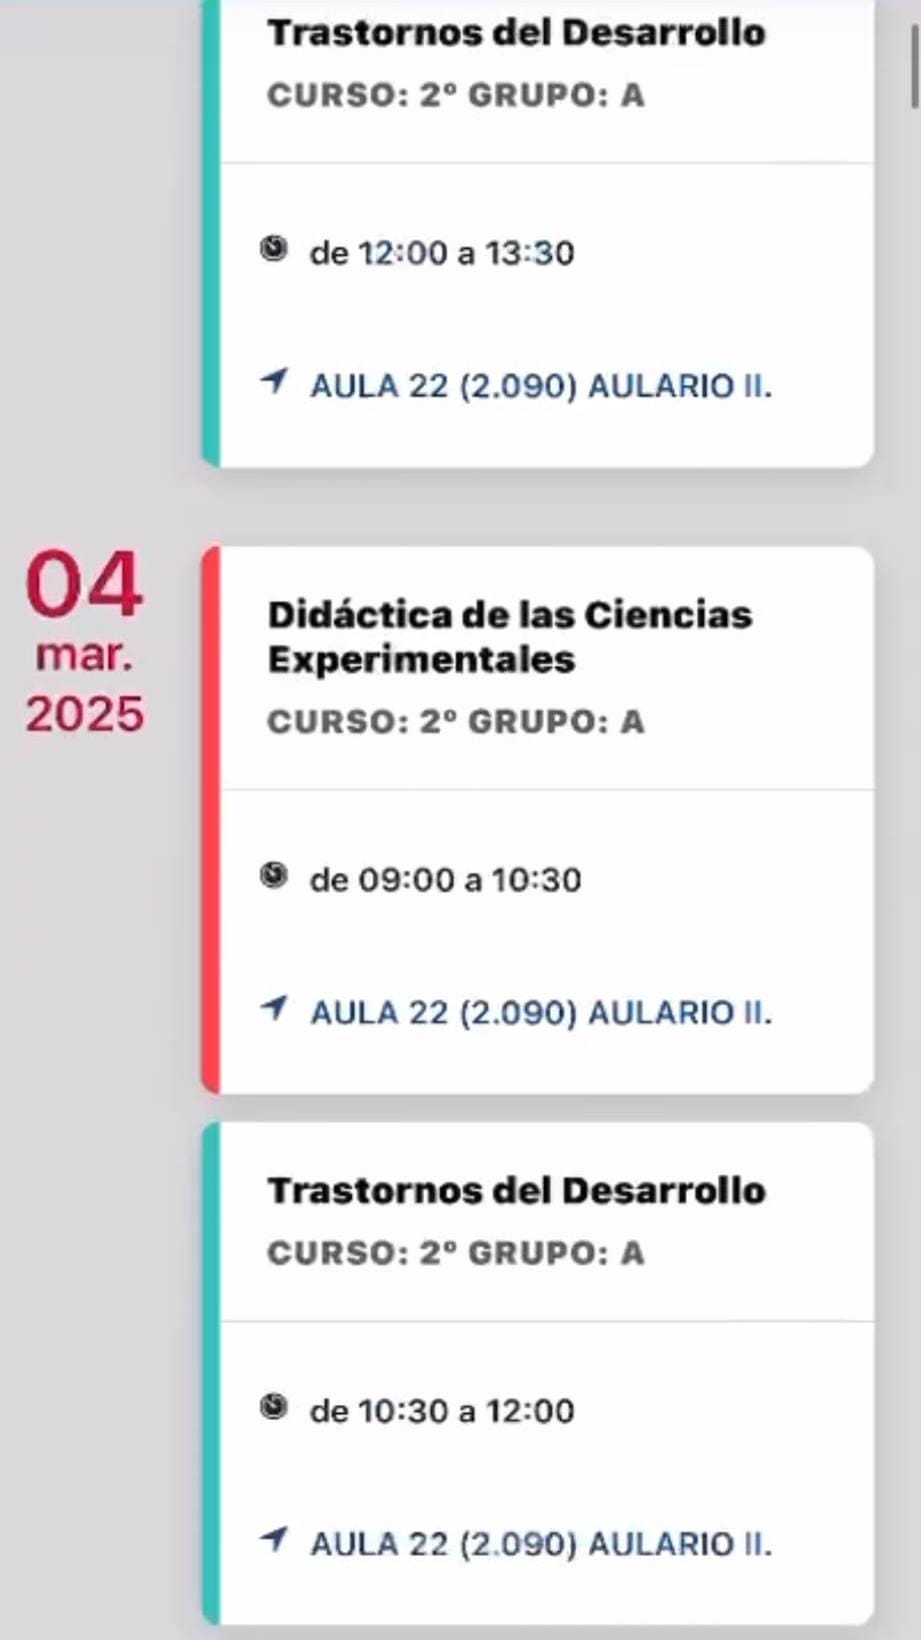 Trastornos del Desarrollo
CURSO: 2º GRUPO: A
de 12:00 a 13:30
AULA 22 (2.090) AULARIO II.
04
mar.
2025
Didáctica de las Ciencias
Experimentales
CURSO: 2º GRUPO: A
de 09:00 a 10:30
AULA 22 (2.090) AULARIO II.
Trastornos del Desarrollo
CURSO: 2º GRUPO: A
de 10:30 a 12:00
AULA 22 (2.090) AULARIO II.